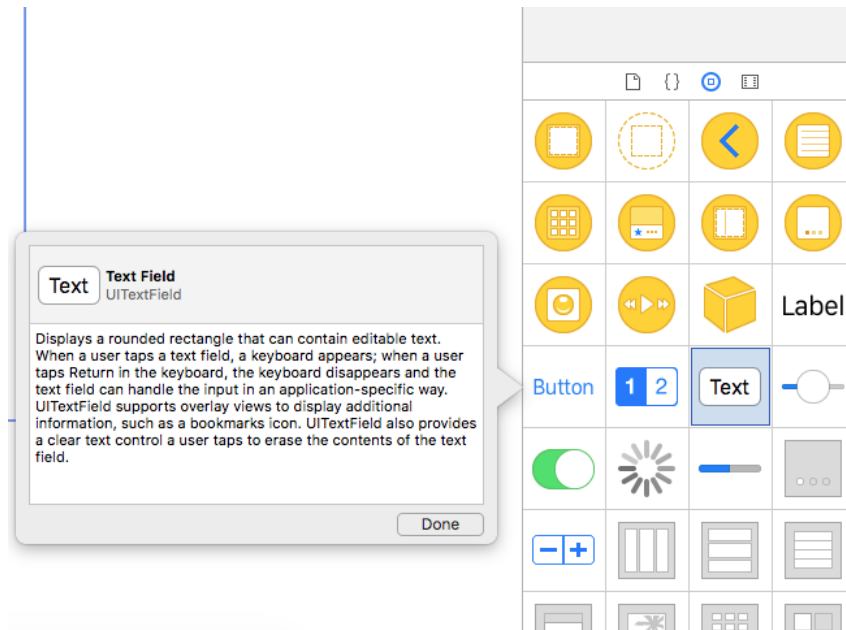 Text
Text Field
UITextField
Displays a rounded rectangle that can contain editable text.
When a user taps a text field, a keyboard appears; when a user
taps Return in the keyboard, the keyboard disappears and the
text field can handle the input in an application-specific way.
UITextField supports overlay views to display additional
information, such as a bookmarks icon. UITextField also provides
a clear text control a user taps to erase the contents of the text
field.
Done
{}
Label
Button
1 2
Text